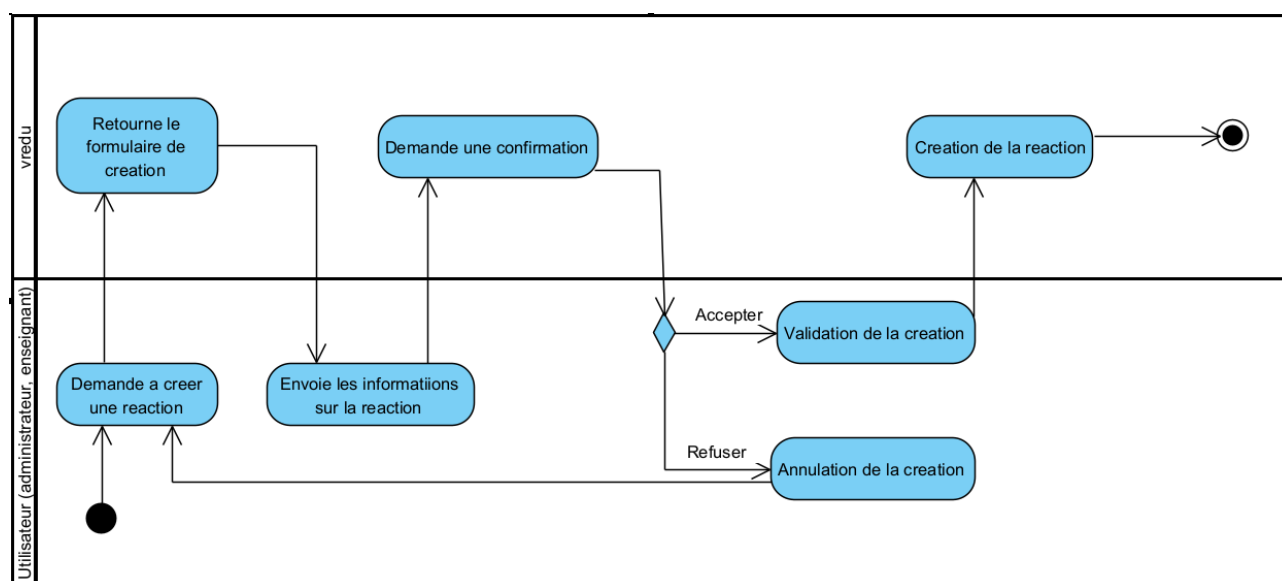 vredu
Retourne le
formulaire de
creation
Demande une confirmation
Creation de la reaction
Utilisateur (administrateur, enseignant)
Demande a creer
une reaction
Envoie les informatiions
sur la reaction
Accepter
Validation de la creation
Refuser
Annulation de la creation